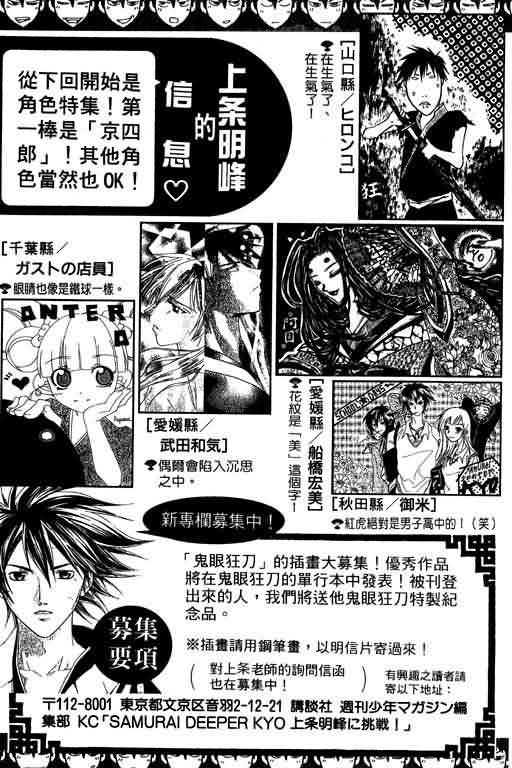 上条明峰
的
信息♡
從下回開始是
角色特集！第
一棒是「京四
郎」！其他角
色當然也OK！
[山口縣／ヒロンコ]
在生氣了、
在生氣了！
狂
[千葉縣／
ガストの店員]
眼睛也像是鐵球一樣。
ANTERA
[愛媛縣／
武田和気]
偶爾會陷入沉思
之中。
阿国
[愛媛縣／船橋宏美]
花紋是「美」這個字！
SCHOOL DAYS
SAMURAI DEEPER
[秋田縣／御米]
紅虎絕對是男子高中的！（笑）
新專欄募集中！
募集
要項
「鬼眼狂刀」的插畫大募集！優秀作品
將在鬼眼狂刀的單行本中發表！被刊登
出來的人，我們將送他鬼眼狂刀特製紀
念品。
※插畫請用鋼筆畫，以明信片寄過來！
（對上条老師的詢問信函
也在募集中！）
有興趣之讀者請
寄以下地址：
〒112-8001 東京都文京区音羽2-12-21 講談社 週刊少年マガジン編
集部 KC「SAMURAI DEEPER KYO 上条明峰に挑戦！」